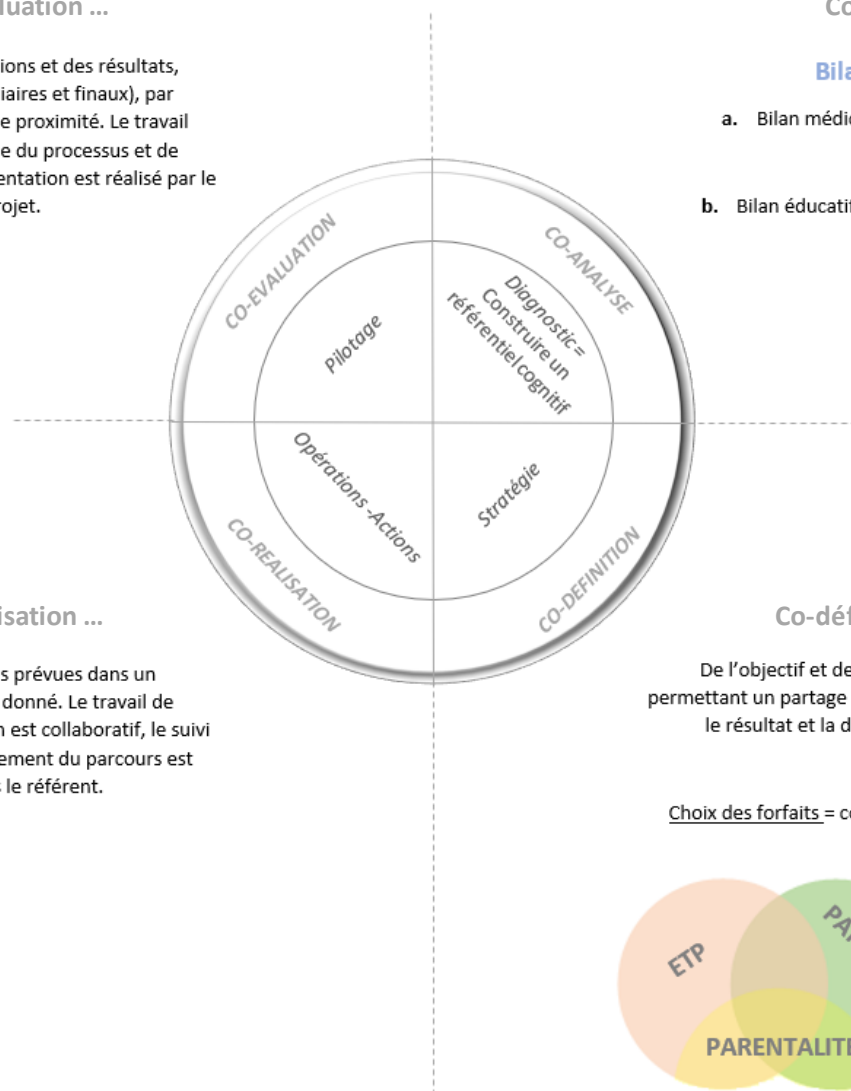 luation ...
ions et des résultats,
iaires et finaux), par
e proximité. Le travail
e du processus et de
entation est réalisé par le
rojet.
Co
Bila
a. Bilan médic
b. Bilan éducatif
CO-EVALUATION
CO-ANALYSE
Pilotage
Diagnostic =
Construire un
référentiel cognitif
Opérations -Actions
Stratégie
CO-REALISATION
CO-DEFINITION
isation ...
s prévues dans un
donné. Le travail de
n est collaboratif, le suivi
ement du parcours est
le référent.
Co-déf
De l’objectif et de
permettant un partage
le résultat et la d
Choix des forfaits = co
ETP
PA
PARENTALITE